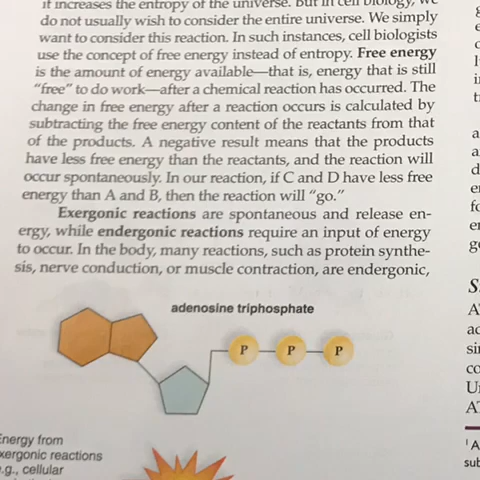 it increases the entropy of the universe. But in cell biology, we
do not usually wish to consider the entire universe. We simply
want to consider this reaction. In such instances, cell biologists
use the concept of free energy instead of entropy. Free energy
is the amount of energy available—that is, energy that is still
“free” to do work—after a chemical reaction has occurred. The
change in free energy after a reaction occurs is calculated by
subtracting the free energy content of the reactants from that
of the products. A negative result means that the products
have less free energy than the reactants, and the reaction will
occur spontaneously. In our reaction, if C and D have less free
energy than A and B, then the reaction will “go.”
Exergonic reactions are spontaneous and release en-
ergy, while endergonic reactions require an input of energy
to occur. In the body, many reactions, such as protein synthe-
sis, nerve conduction, or muscle contraction, are endergonic,
adenosine triphosphate
P P P
Energy from
exergonic reactions
e.g., cellular